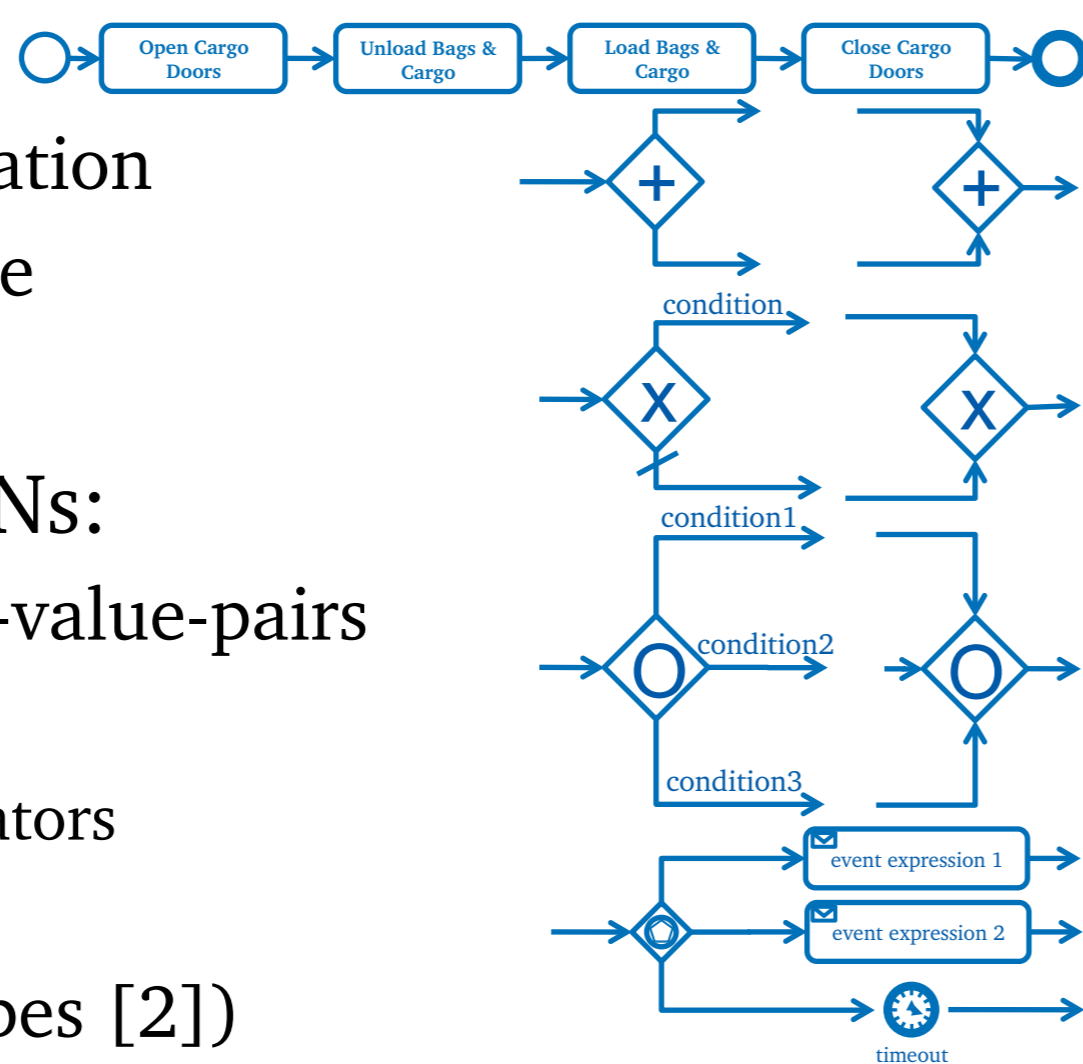 Open Cargo
Doors
Unload Bags &
Cargo
Load Bags &
Cargo
Close Cargo
Doors
ation
e
Ns:
-value-pairs
ators
pes [2])
+
+
condition
X
X
condition1
condition2
O
O
condition3
event expression 1
event expression 2
timeout